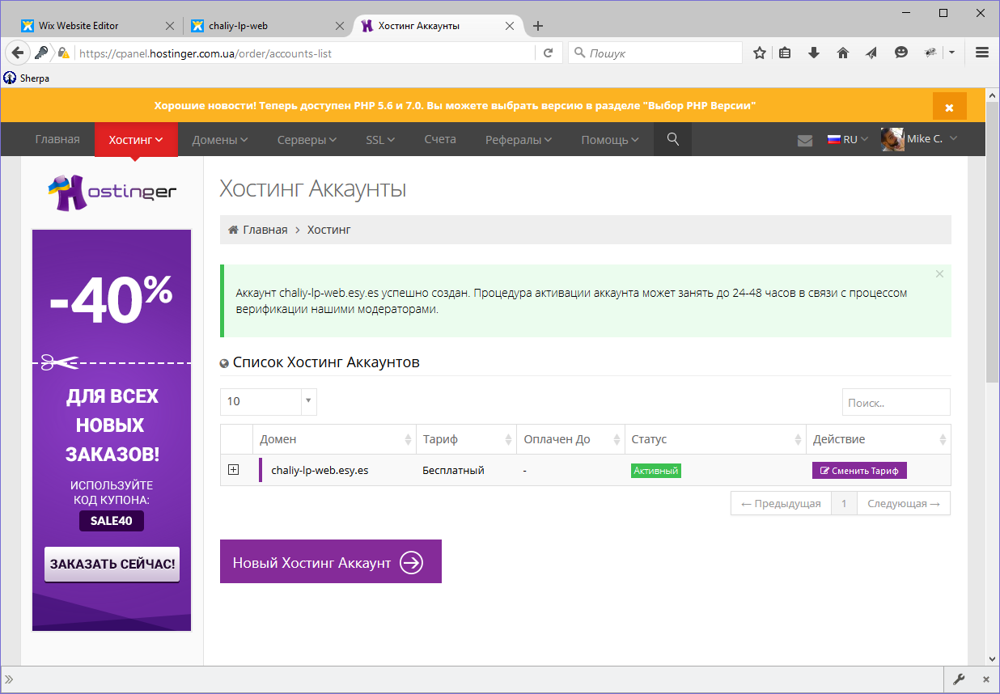 Wix Website Editor
chaliy-lp-web
Хостинг Аккаунты
https://cpanel.hostinger.com.ua/order/accounts-list
Пошук
Sherpa
Хорошие новости! Теперь доступен PHP 5.6 и 7.0. Вы можете выбрать версию в разделе "Выбор PHP Версии"
Главная Хостинг Домены Серверы SSL Счета Рефералы Помощь RU Mike C.
Hostinger
-40%
ДЛЯ ВСЕХ
НОВЫХ
ЗАКАЗОВ!
ИСПОЛЬЗУЙТЕ
КОД КУПОНА:
SALE40
ЗАКАЗАТЬ СЕЙЧАС!
Хостинг Аккаунты
Главная > Хостинг
Аккаунт chaliy-lp-web.esy.es успешно создан. Процедура активации аккаунта может занять до 24-48 часов в связи с процессом
верификации нашими модераторами.
Список Хостинг Аккаунтов
10
Поиск..
Домен Тариф Оплачен До Статус Действие
chaliy-lp-web.esy.es Бесплатный - Активный Сменить Тариф
← Предыдущая 1 Следующая →
Новый Хостинг Аккаунт